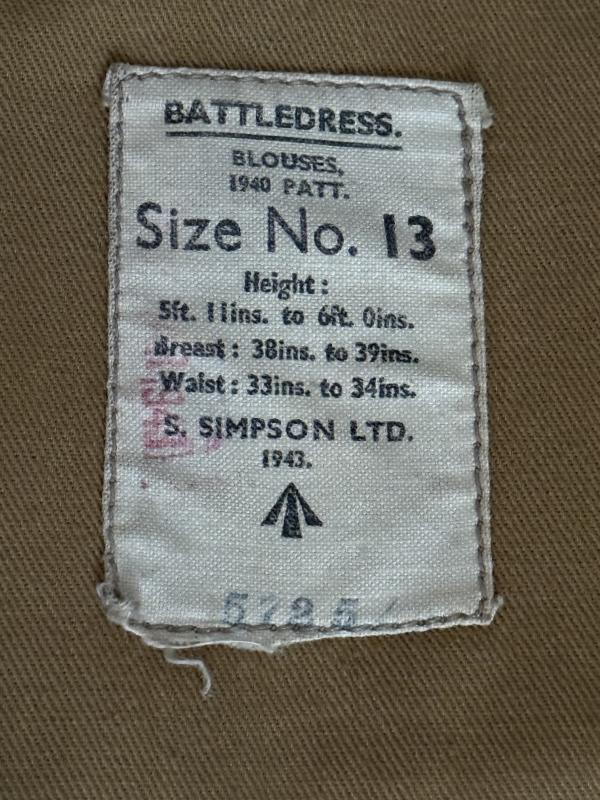 BATTLEDRESS.
BLOUSES,
1940 PATT.
Size No. 13
Height:
5ft. 11ins. to 6ft. 0ins.
Breast: 38ins. to 39ins.
Waist: 33ins. to 34ins.
S. SIMPSON LTD.
1943.